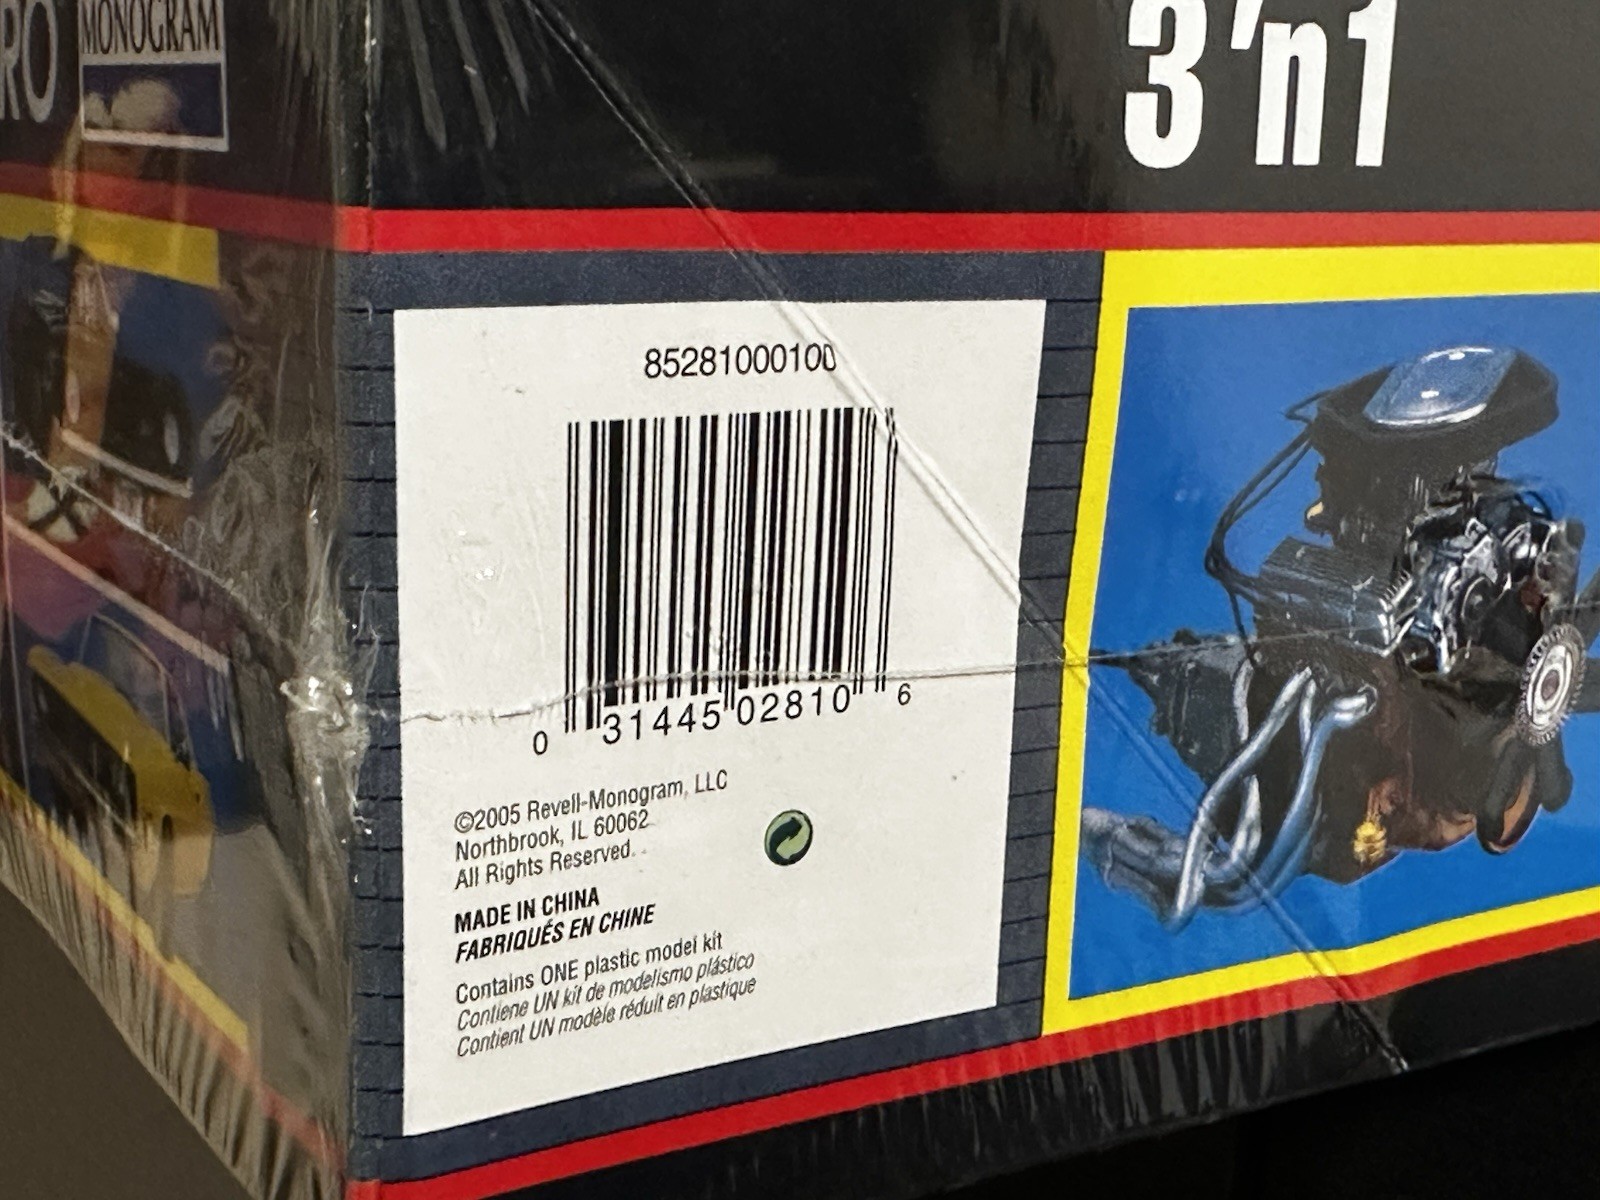 RO
MONOGRAM
3'n1
85281000100
0 31445 02810 6
©2005 Revell-Monogram, LLC
Northbrook, IL 60062
All Rights Reserved.
MADE IN CHINA
FABRIQUÉS EN CHINE
Contains ONE plastic model kit
Contiene UN kit de modelismo plástico
Contient UN modèle réduit en plastique